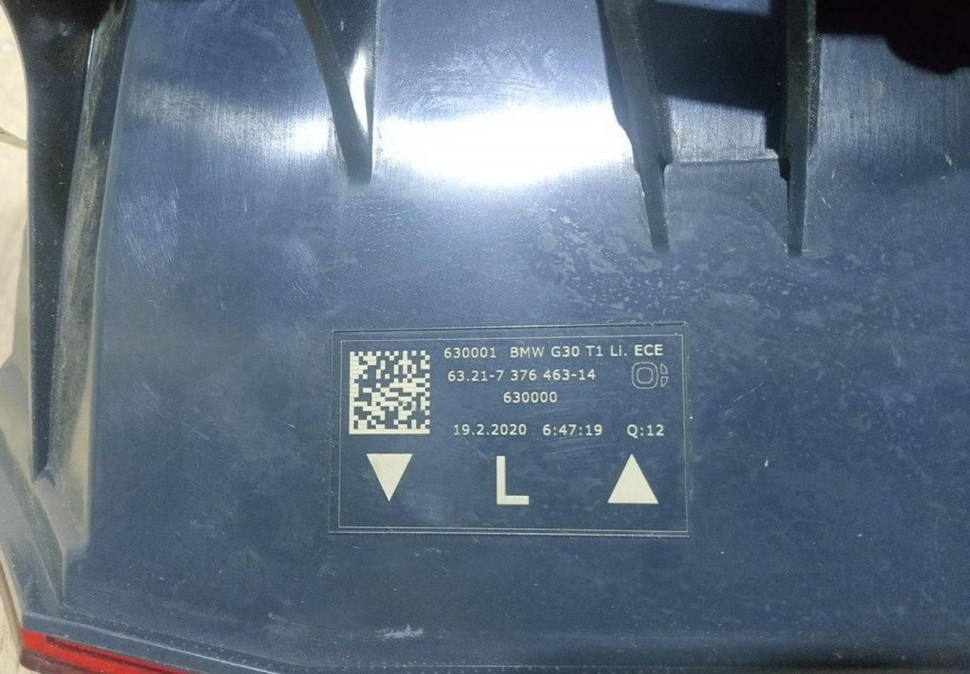 630001 BMW G30 T1 Li. ECE
63.21-7 376 463-14
630000
19.2.2020 6:47:19 Q:12
L